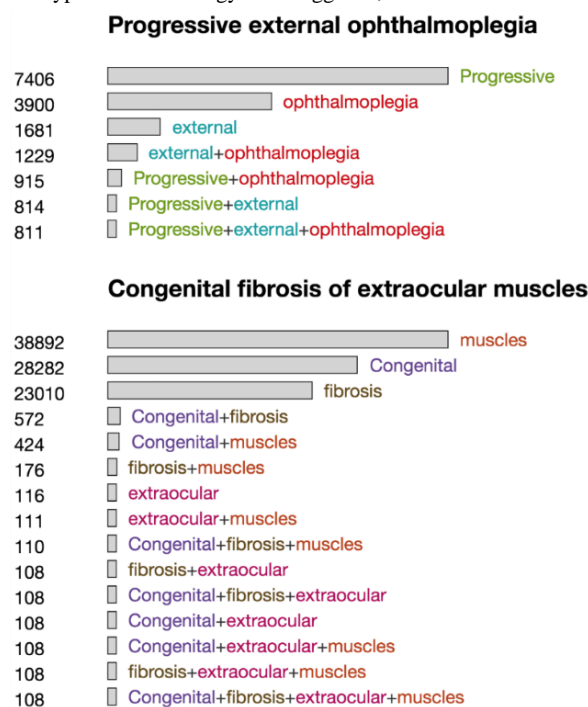 Progressive external ophthalmoplegia
7406 Progressive
3900 ophthalmoplegia
1681 external
1229 external+ophthalmoplegia
915 Progressive+ophthalmoplegia
814 Progressive+external
811 Progressive+external+ophthalmoplegia
Congenital fibrosis of extraocular muscles
38892 muscles
28282 Congenital
23010 fibrosis
572 Congenital+fibrosis
424 Congenital+muscles
176 fibrosis+muscles
116 extraocular
111 extraocular+muscles
110 Congenital+fibrosis+muscles
108 fibrosis+extraocular
108 Congenital+fibrosis+extraocular
108 Congenital+extraocular
108 Congenital+extraocular+muscles
108 fibrosis+extraocular+muscles
108 Congenital+fibrosis+extraocular+muscles